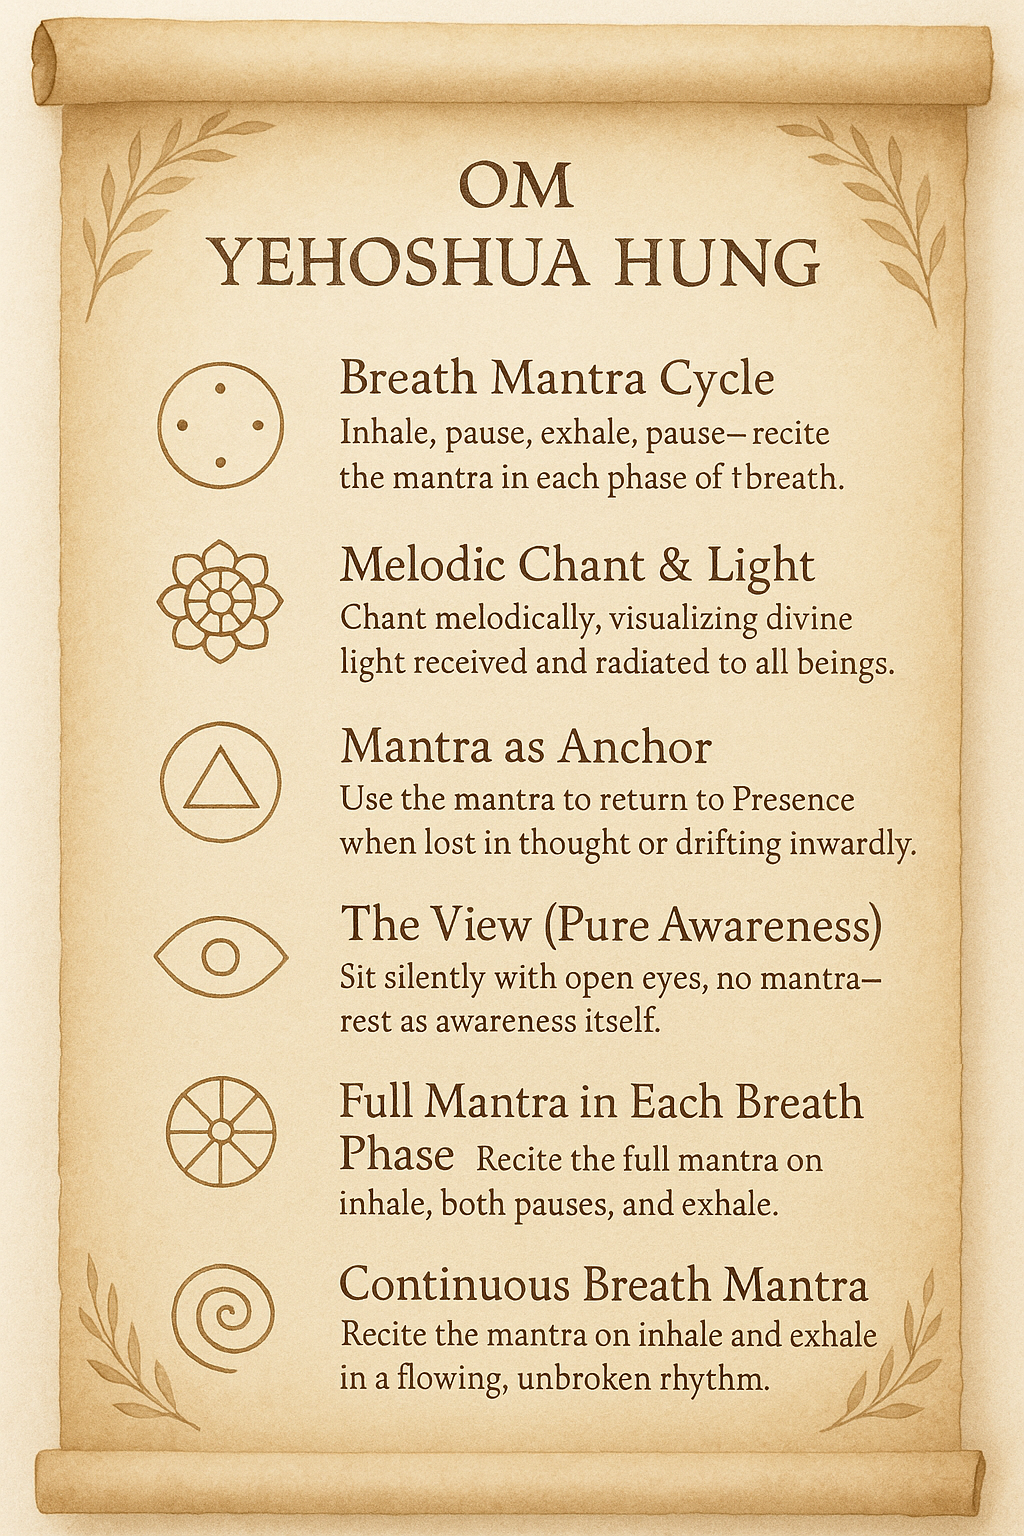 OM
YEHOSHUA HUNG
Breath Mantra Cycle
Inhale, pause, exhale, pause–recite
the mantra in each phase of †breath.
Melodic Chant & Light
Chant melodically, visualizing divine
light received and radiated to all beings.
Mantra as Anchor
Use the mantra to return to Presence
when lost in thought or drifting inwardly.
The View (Pure Awareness)
Sit silently with open eyes, no mantra–
rest as awareness itself.
Full Mantra in Each Breath
Phase Recite the full mantra on
inhale, both pauses, and exhale.
Continuous Breath Mantra
Recite the mantra on inhale and exhale
in a flowing, unbroken rhythm.